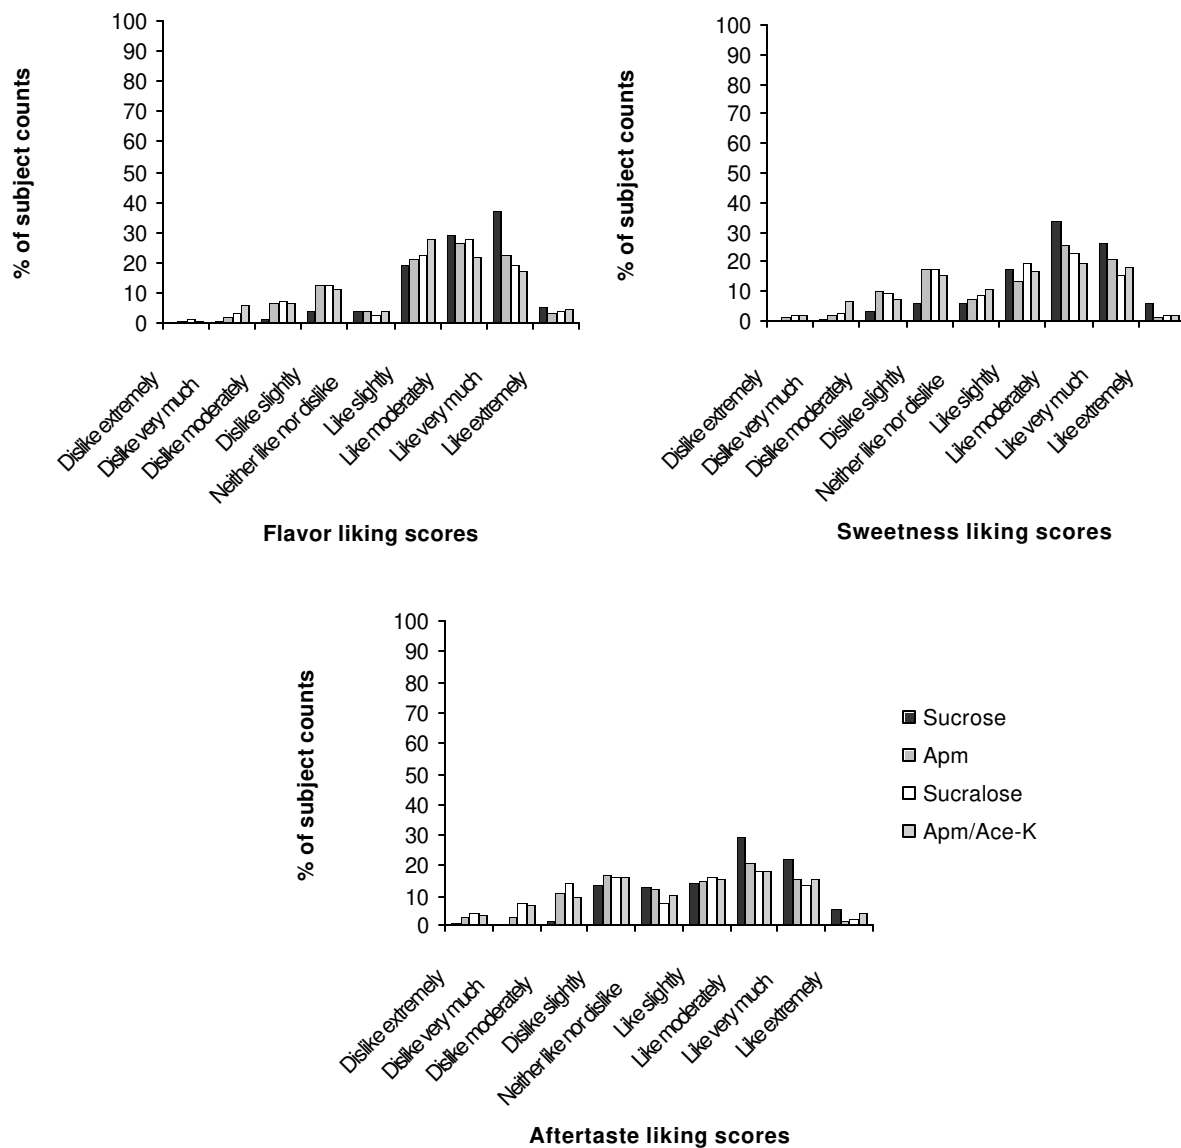 % of subject counts
100
90
80
70
60
50
40
30
20
10
0
Dislike extremely
Dislike very much
Dislike moderately
Dislike slightly
Neither like nor dislike
Like slightly
Like moderately
Like very much
Like extremely
Flavor liking scores
% of subject counts
100
90
80
70
60
50
40
30
20
10
0
Dislike extremely
Dislike very much
Dislike moderately
Dislike slightly
Neither like nor dislike
Like slightly
Like moderately
Like very much
Like extremely
Sweetness liking scores
% of subject counts
100
90
80
70
60
50
40
30
20
10
0
Dislike extremely
Dislike very much
Dislike moderately
Dislike slightly
Neither like nor dislike
Like slightly
Like moderately
Like very much
Like extremely
Aftertaste liking scores
Sucrose
Apm
Sucralose
Apm/Ace-K